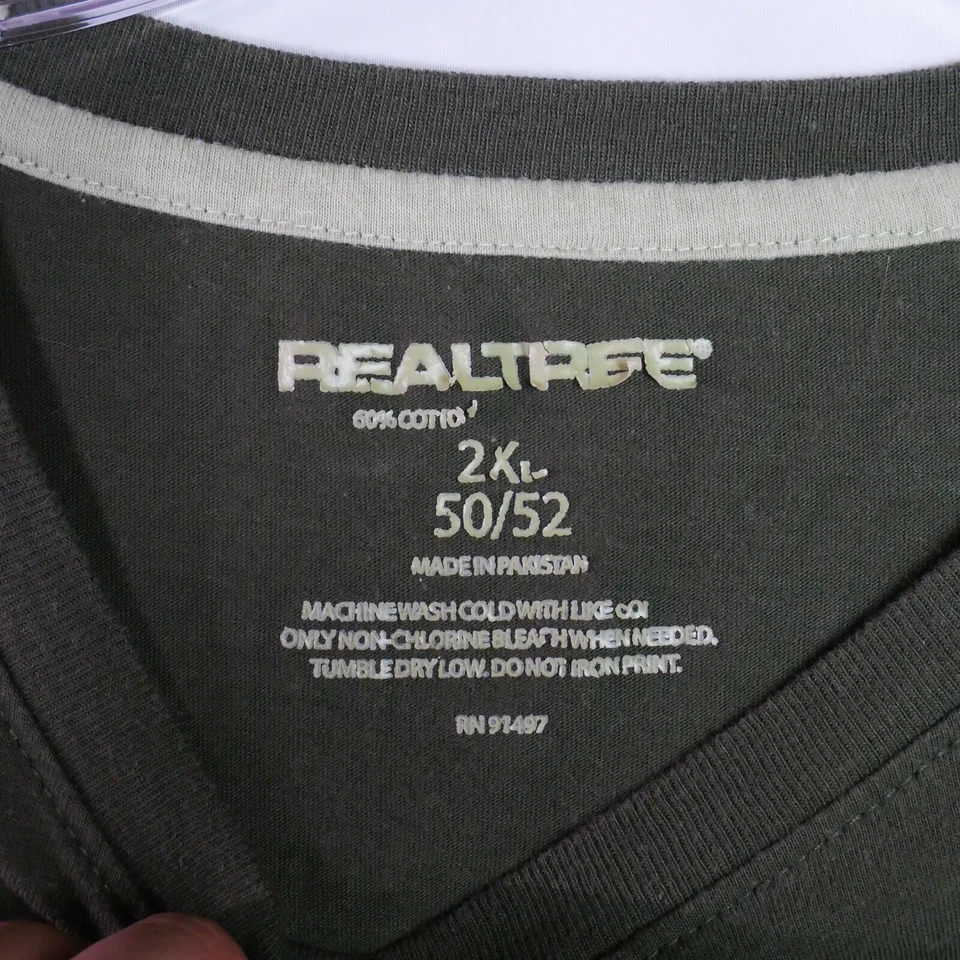 REALTREE®
60% COTTO
2XL
50/52
MADE IN PAKISTAN
MACHINE WASH COLD WITH LIKE COL
ONLY NON-CHLORINE BLEACH WHEN NEEDED.
TUMBLE DRY LOW. DO NOT IRON PRINT.
RN 91497